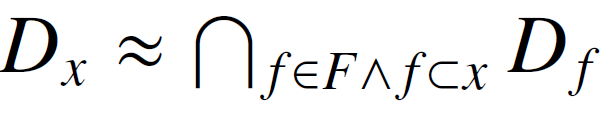 D_x ≈ ⋂_{f∈F∧f⊂x} D_f